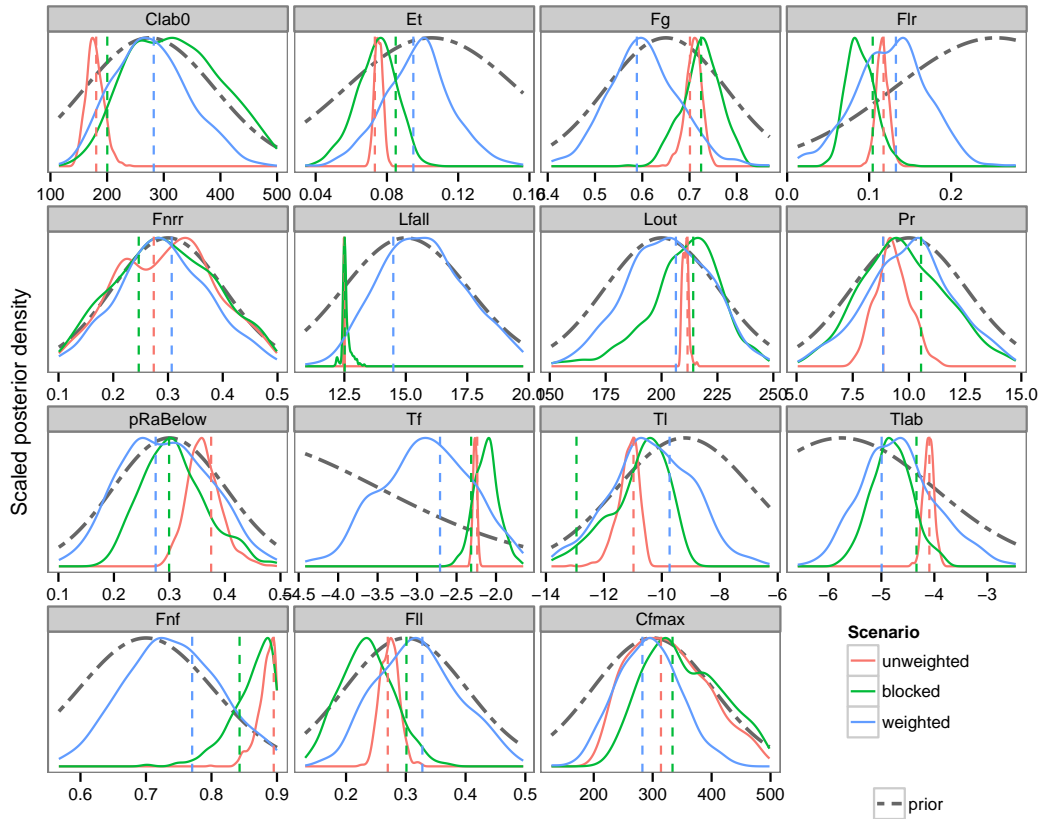 Clab0 Et Fg Flr
100 200 300 400 500 0.04 0.08 0.12 0.16 0.4 0.5 0.6 0.7 0.8 0.0 0.1 0.2
Fnrr Lfall Lout Pr
0.1 0.2 0.3 0.4 0.5 12.5 15.0 17.5 20.0 150 175 200 225 250 5.0 7.5 10.0 12.5 15.0
Scaled posterior density
pRaBelow Tf Tl Tlab
0.1 0.2 0.3 0.4 0.5 −4.5 −4.0 −3.5 −3.0 −2.5 −2.0 −14 −12 −10 −8 −6 −6 −5 −4 −3
Fnf Fll Cfmax
0.6 0.7 0.8 0.9 0.2 0.3 0.4 0.5 200 300 400 500
Scenario
unweighted
blocked
weighted
prior